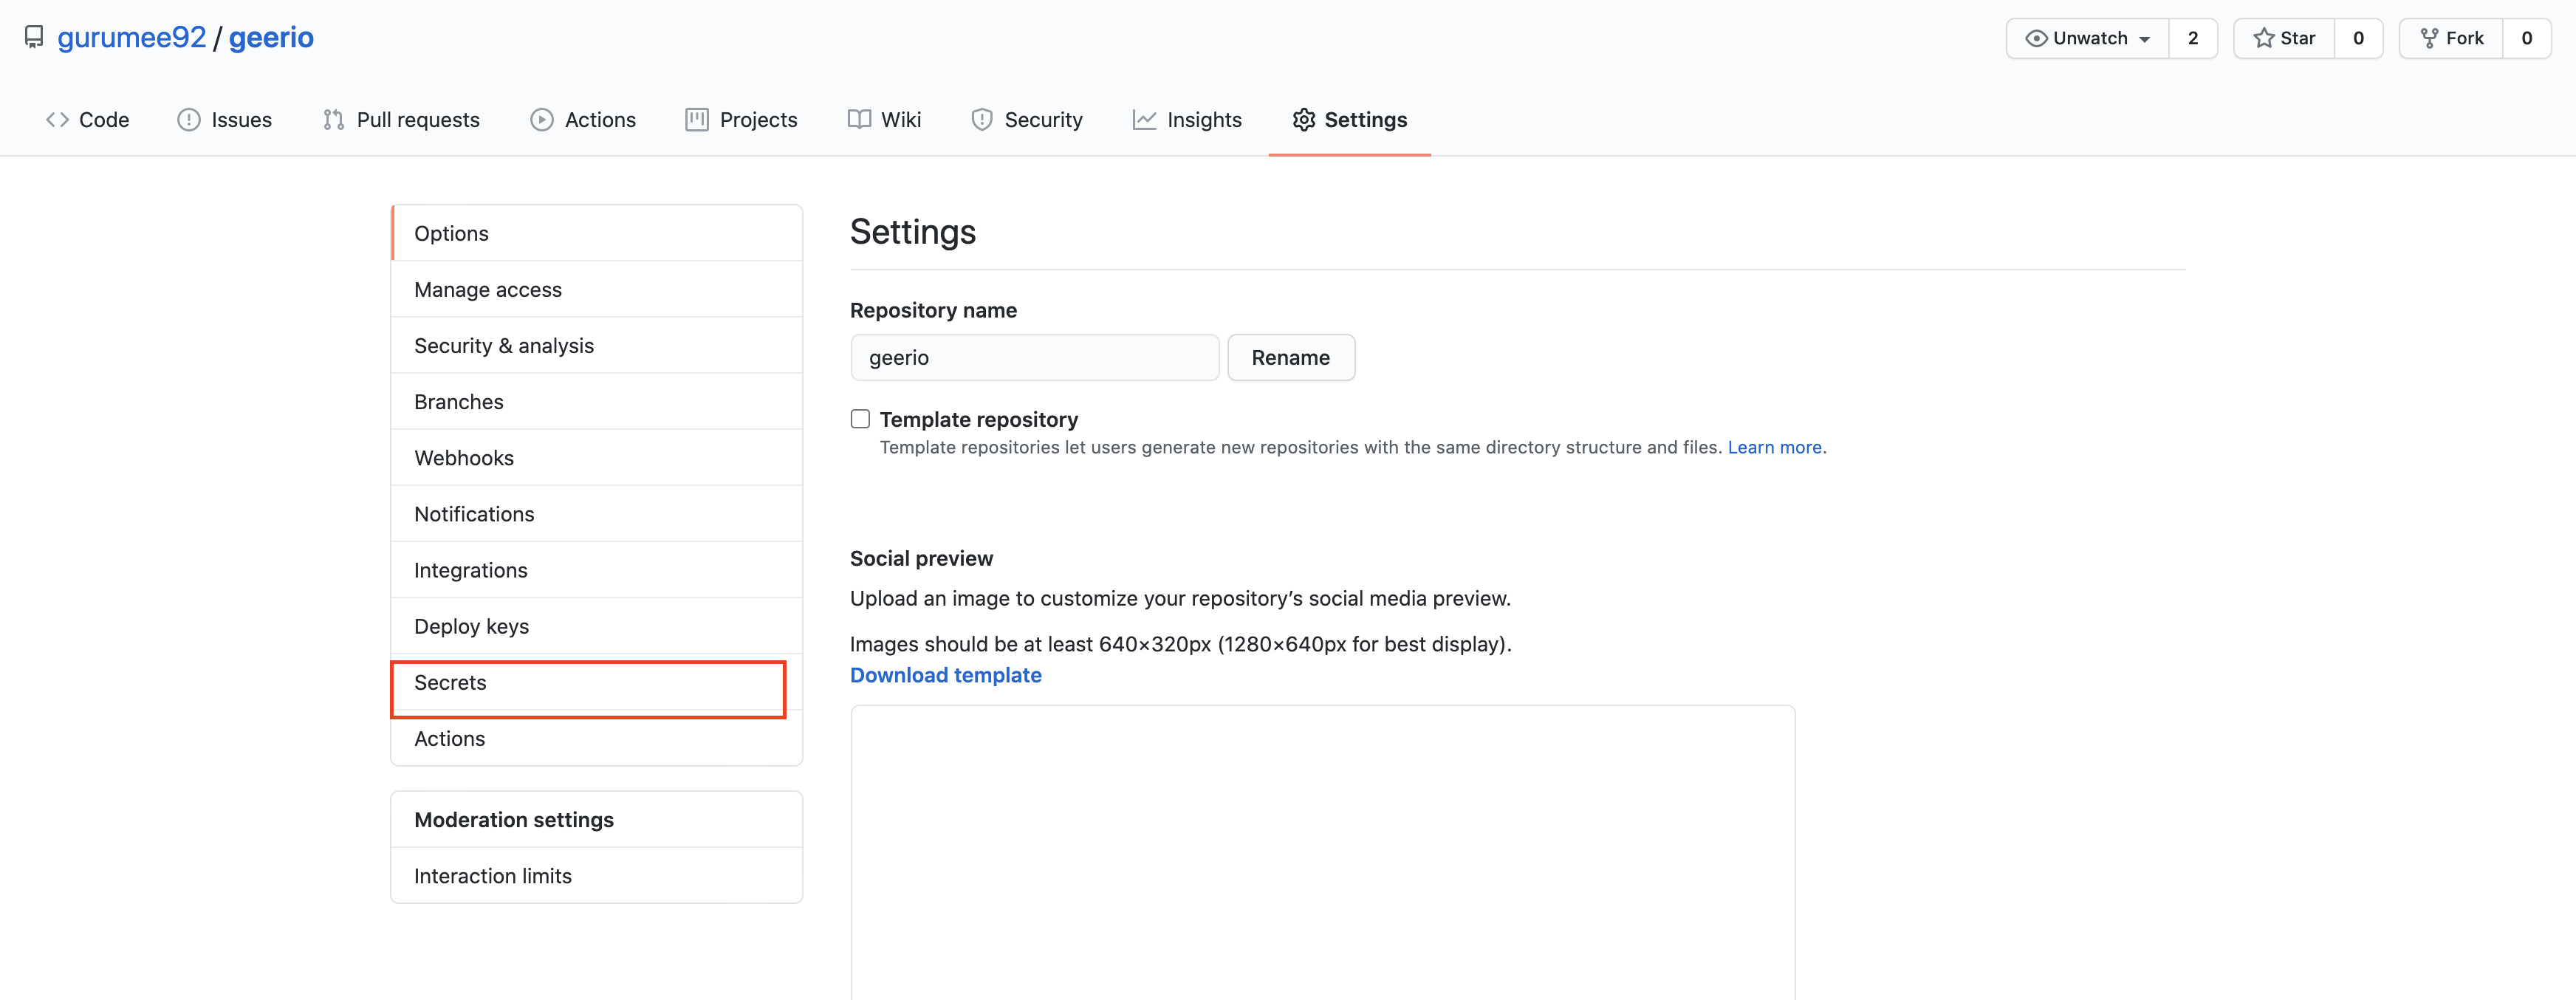 gurumee92 / geerio
Unwatch 2 Star 0 Fork 0
Code Issues Pull requests Actions Projects Wiki Security Insights Settings
Options
Manage access
Security & analysis
Branches
Webhooks
Notifications
Integrations
Deploy keys
Secrets
Actions
Moderation settings
Interaction limits
Settings
Repository name
geerio Rename
Template repository
Template repositories let users generate new repositories with the same directory structure and files. Learn more.
Social preview
Upload an image to customize your repository’s social media preview.
Images should be at least 640×320px (1280×640px for best display).
Download template